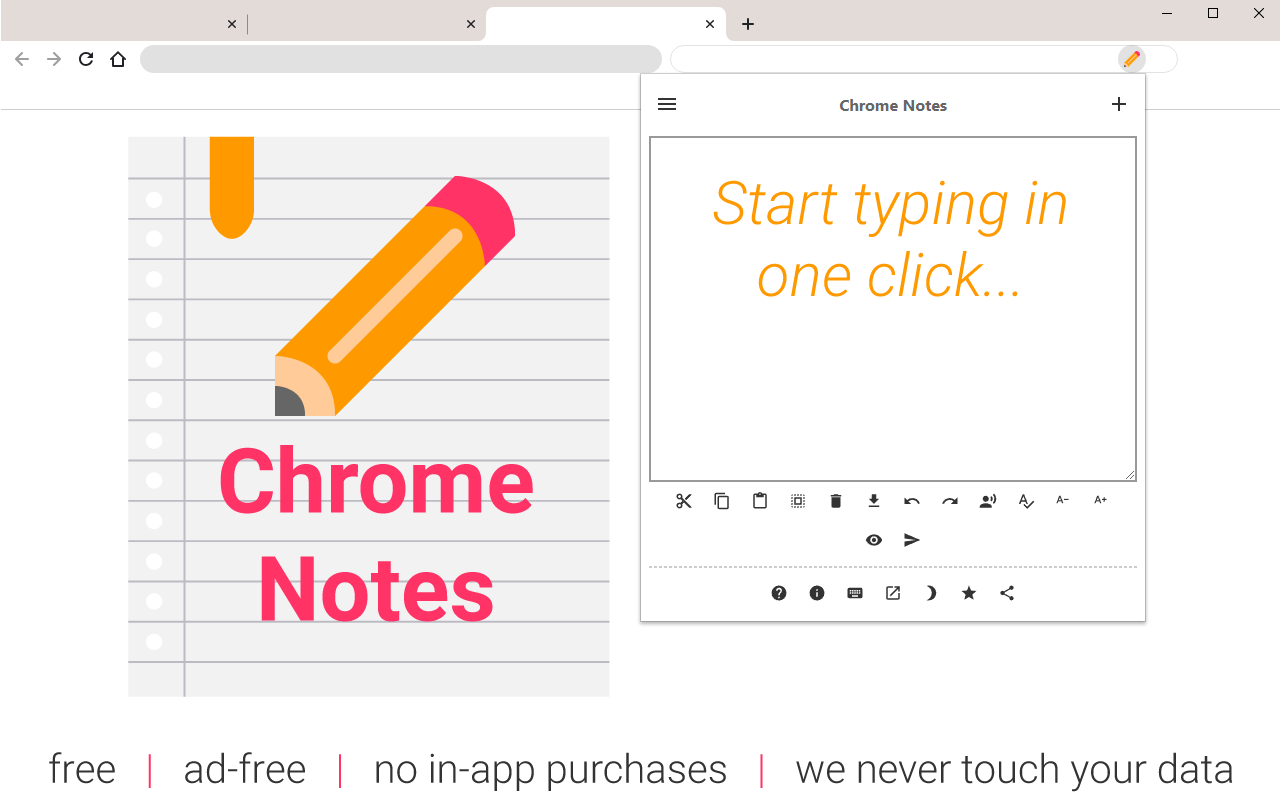 Chrome Notes
Start typing in
one click...
A- A+
Chrome
Notes
free | ad-free | no in-app purchases | we never touch your data